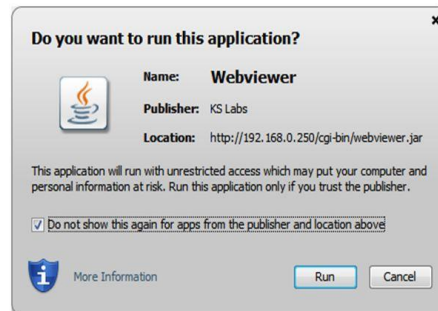 Do you want to run this application?
Name: Webviewer
Publisher: KS Labs
Location: http://192.168.0.250/cgi-bin/webviewer.jar
This application will run with unrestricted access which may put your computer and
personal information at risk. Run this application only if you trust the publisher.
Do not show this again for apps from the publisher and location above
More Information
Run
Cancel